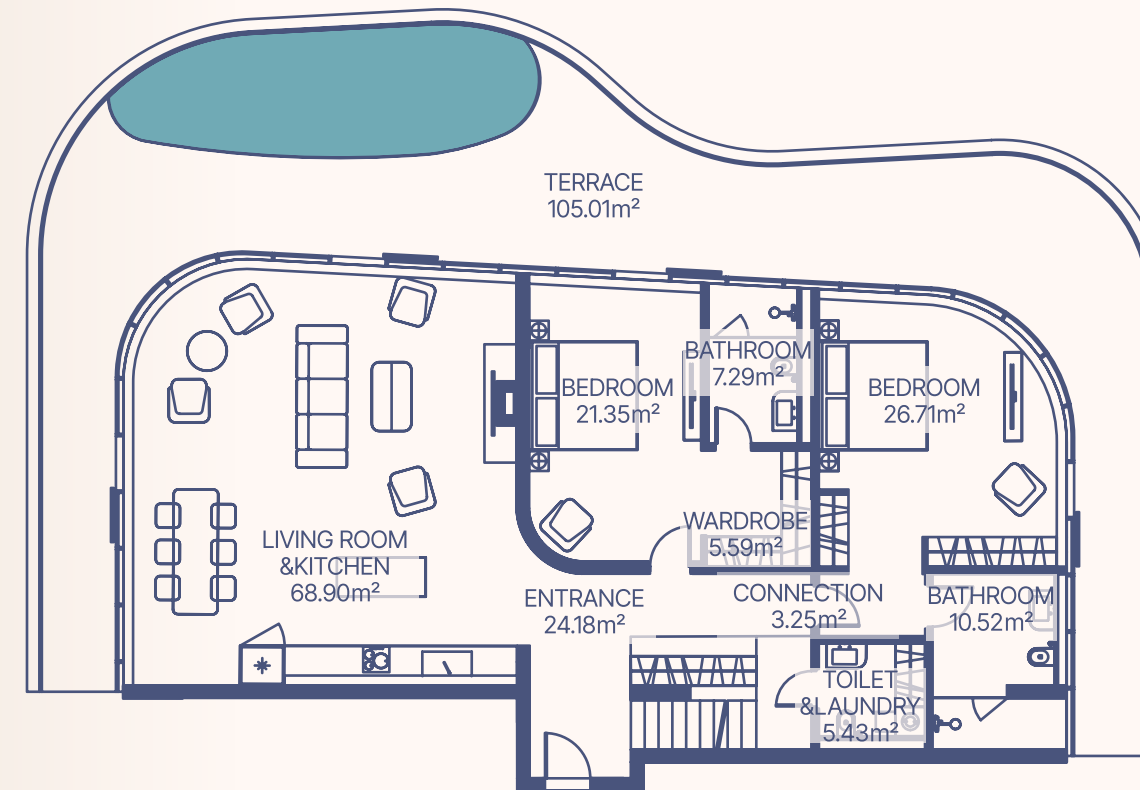 TERRACE
105.01m²
BATHROOM
7.29m²
BEDROOM
21.35m²
BEDROOM
26.71m²
WARDROBE
5.59m²
LIVING ROOM
&KITCHEN
68.90m²
ENTRANCE
24.18m²
CONNECTION
3.25m²
BATHROOM
10.52m²
TOILET
&LAUNDRY
5.43m²